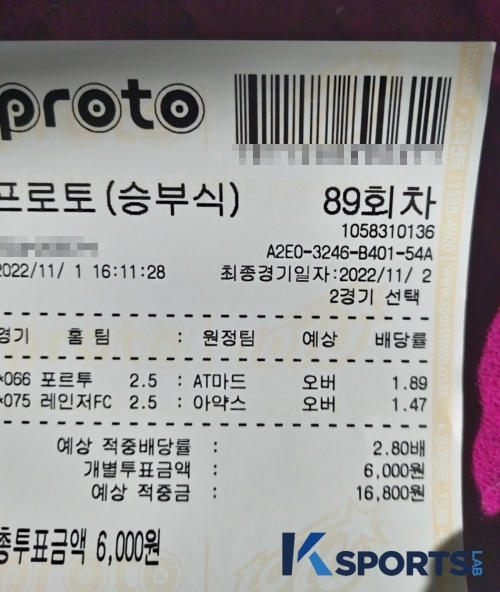 proto
프로토(승부식) 89회차
1058310136
A2E0-3246-B401-54A
2022/11/ 1 16:11:28 최종경기일자:2022/11/ 2
2경기 선택
경기 홈 팀 : 원정팀 예상 배당률
*066 포르투 2.5 : AT마드 오버 1.89
*075 레인저FC 2.5 : 아약스 오버 1.47
예상 적중배당률 : 2.80배
개별투표금액 : 6,000원
예상 적중금 : 16,800원
총투표금액 6,000원
KSPORTS LAB